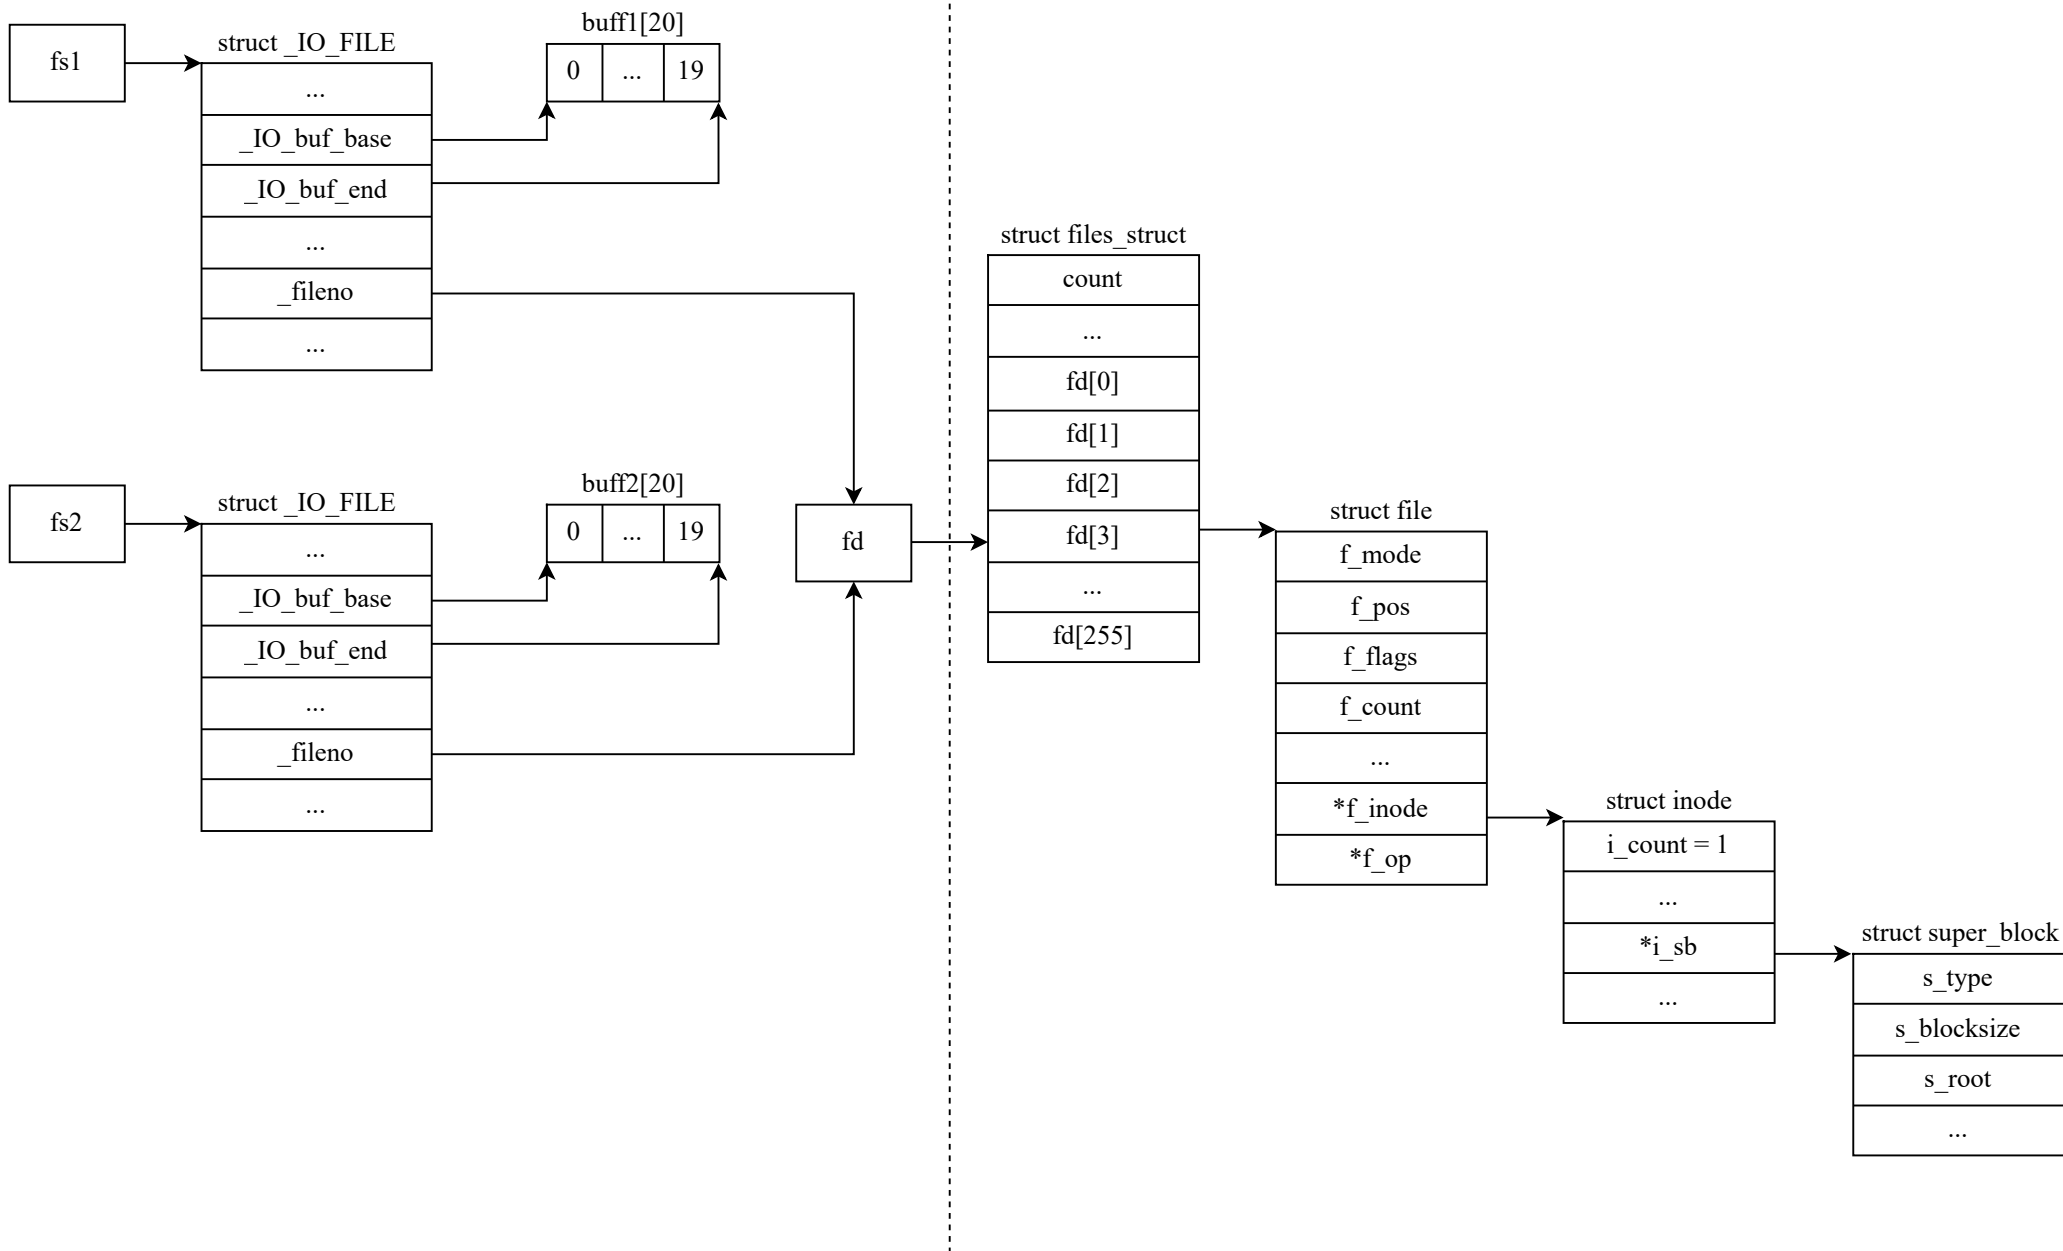 fs1
struct _IO_FILE
...
_IO_buf_base
_IO_buf_end
...
_fileno
...
buff1[20]
0 ... 19
fs2
struct _IO_FILE
...
_IO_buf_base
_IO_buf_end
...
_fileno
...
buff2[20]
0 ... 19
fd
struct files_struct
count
...
fd[0]
fd[1]
fd[2]
fd[3]
...
fd[255]
struct file
f_mode
f_pos
f_flags
f_count
...
*f_inode
*f_op
struct inode
i_count = 1
...
*i_sb
...
struct super_block
s_type
s_blocksize
s_root
...